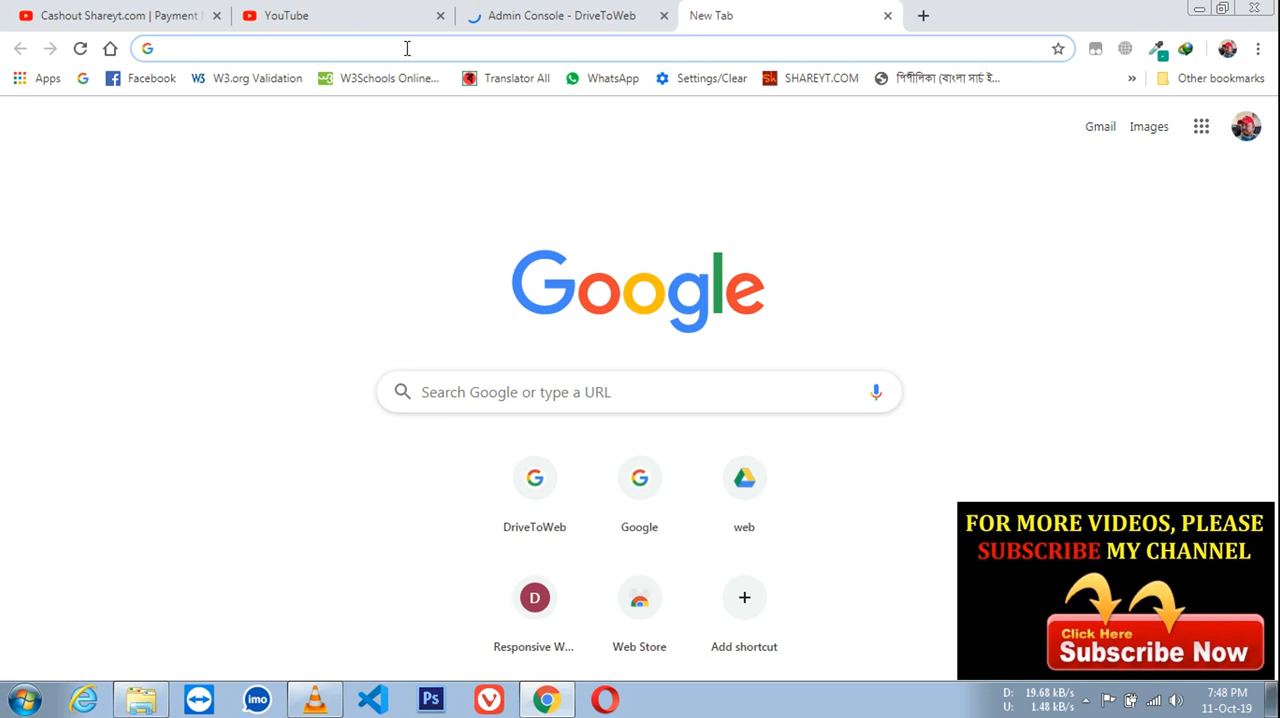 Cashout Shareyt.com | Payment
YouTube
Admin Console - DriveToWeb
New Tab
Apps
Facebook
W3.org Validation
W3Schools Online...
Translator All
WhatsApp
Settings/Clear
SHAREYT.COM
পিপীলিকা (বাংলা সার্চ ই...
»
Other bookmarks
Gmail
Images
Google
Search Google or type a URL
DriveToWeb
Google
web
D
Responsive W...
Web Store
Add shortcut
FOR MORE VIDEOS, PLEASE
SUBSCRIBE MY CHANNEL
Click Here
Subscribe Now
imo
Ps
D: 19.68 kB/s
U: 1.48 kB/s
7:48 PM
11-Oct-19